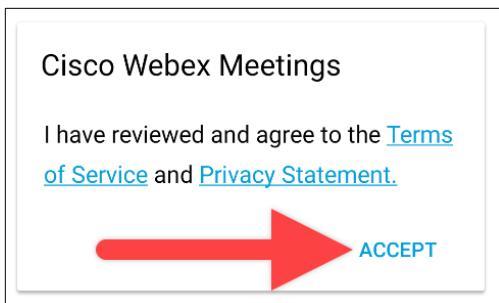 Cisco Webex Meetings
I have reviewed and agree to the Terms
of Service and Privacy Statement.
ACCEPT